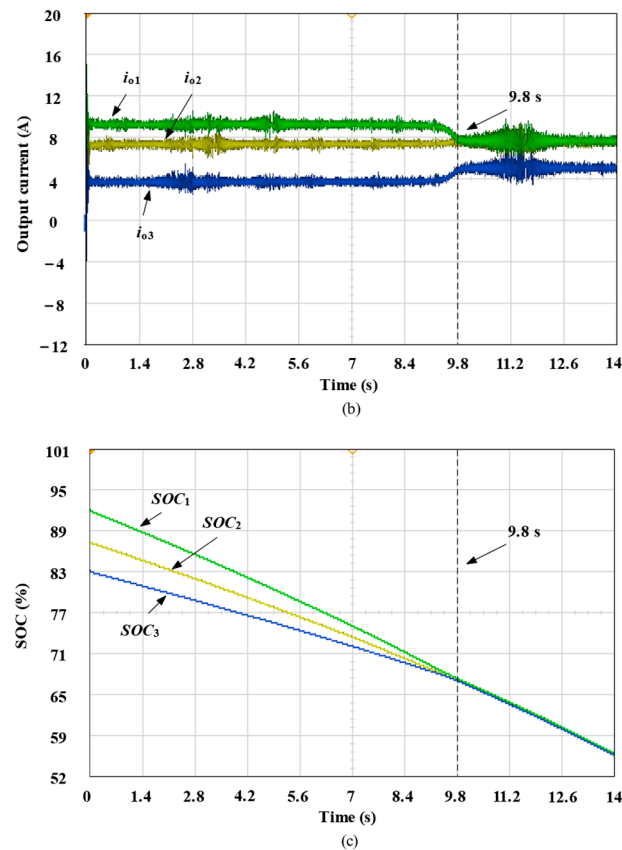 20
16
12
8
4
0
−4
−8
−12
Output current (A)
io1
io2
io3
9.8 s
0 1.4 2.8 4.2 5.6 7 8.4 9.8 11.2 12.6 14
Time (s)
(b)
101
95
89
83
77
71
65
59
52
SOC (%)
SOC1
SOC2
SOC3
9.8 s
0 1.4 2.8 4.2 5.6 7 8.4 9.8 11.2 12.6 14
Time (s)
(c)